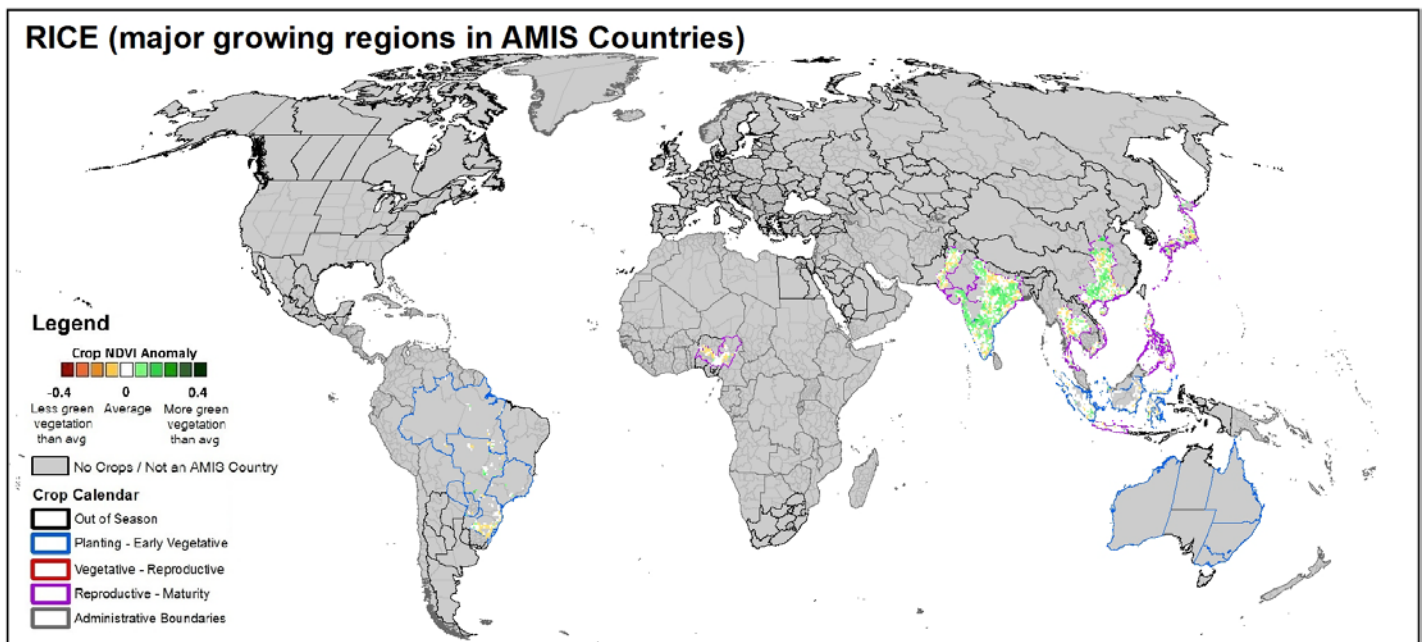 RICE (major growing regions in AMIS Countries)
Legend
Crop NDVI Anomaly
-0.4 0 0.4
Less green Average More green
vegetation vegetation
than avg than avg
No Crops / Not an AMIS Country
Crop Calendar
Out of Season
Planting - Early Vegetative
Vegetative - Reproductive
Reproductive - Maturity
Administrative Boundaries